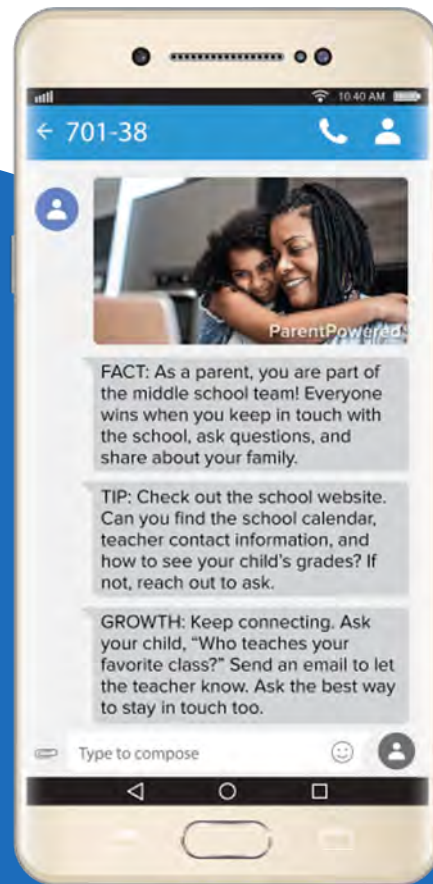 10:40 AM
701-38
ParentPowered
FACT: As a parent, you are part of
the middle school team! Everyone
wins when you keep in touch with
the school, ask questions, and
share about your family.
TIP: Check out the school website.
Can you find the school calendar,
teacher contact information, and
how to see your child’s grades? If
not, reach out to ask.
GROWTH: Keep connecting. Ask
your child, “Who teaches your
favorite class?” Send an email to let
the teacher know. Ask the best way
to stay in touch too.
Type to compose